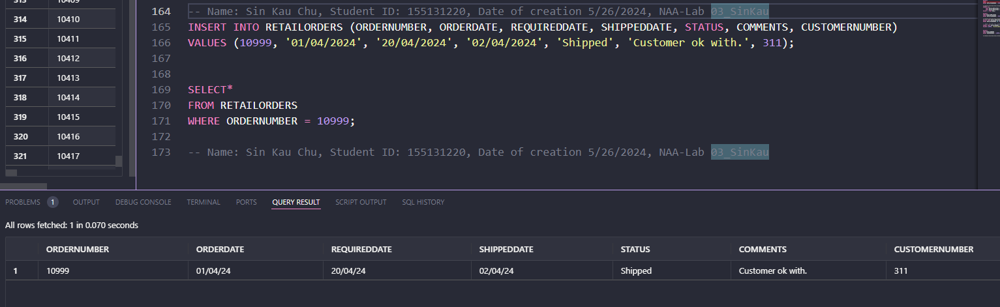 313 10409
314 10410
315 10411
316 10412
317 10413
318 10414
319 10415
320 10416
321 10417
164 -- Name: Sin Kau Chu, Student ID: 155131220, Date of creation 5/26/2024, NAA-Lab 03_SinKau
165 INSERT INTO RETAILORDERS (ORDERNUMBER, ORDERDATE, REQUIREDDATE, SHIPPEDDATE, STATUS, COMMENTS, CUSTOMERNUMBER)
166 VALUES (10999, '01/04/2024', '20/04/2024', '02/04/2024', 'Shipped', 'Customer ok with.', 311);
167
168
169 SELECT*
170 FROM RETAILORDERS
171 WHERE ORDERNUMBER = 10999;
172
173 -- Name: Sin Kau Chu, Student ID: 155131220, Date of creation 5/26/2024, NAA-Lab 03_SinKau
PROBLEMS 1 OUTPUT DEBUG CONSOLE TERMINAL PORTS QUERY RESULT SCRIPT OUTPUT SQL HISTORY
All rows fetched: 1 in 0.070 seconds
ORDERNUMBER ORDERDATE REQUIREDDATE SHIPPEDDATE STATUS COMMENTS CUSTOMERNUMBER
1 10999 01/04/24 20/04/24 02/04/24 Shipped Customer ok with. 311